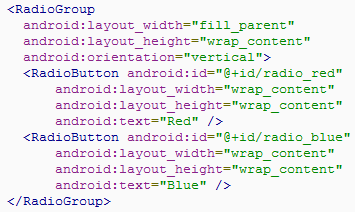 <RadioGroup
    android:layout_width="fill_parent"
    android:layout_height="wrap_content"
    android:orientation="vertical">
    <RadioButton android:id="@+id/radio_red"
        android:layout_width="wrap_content"
        android:layout_height="wrap_content"
        android:text="Red" />
    <RadioButton android:id="@+id/radio_blue"
        android:layout_width="wrap_content"
        android:layout_height="wrap_content"
        android:text="Blue" />
</RadioGroup>